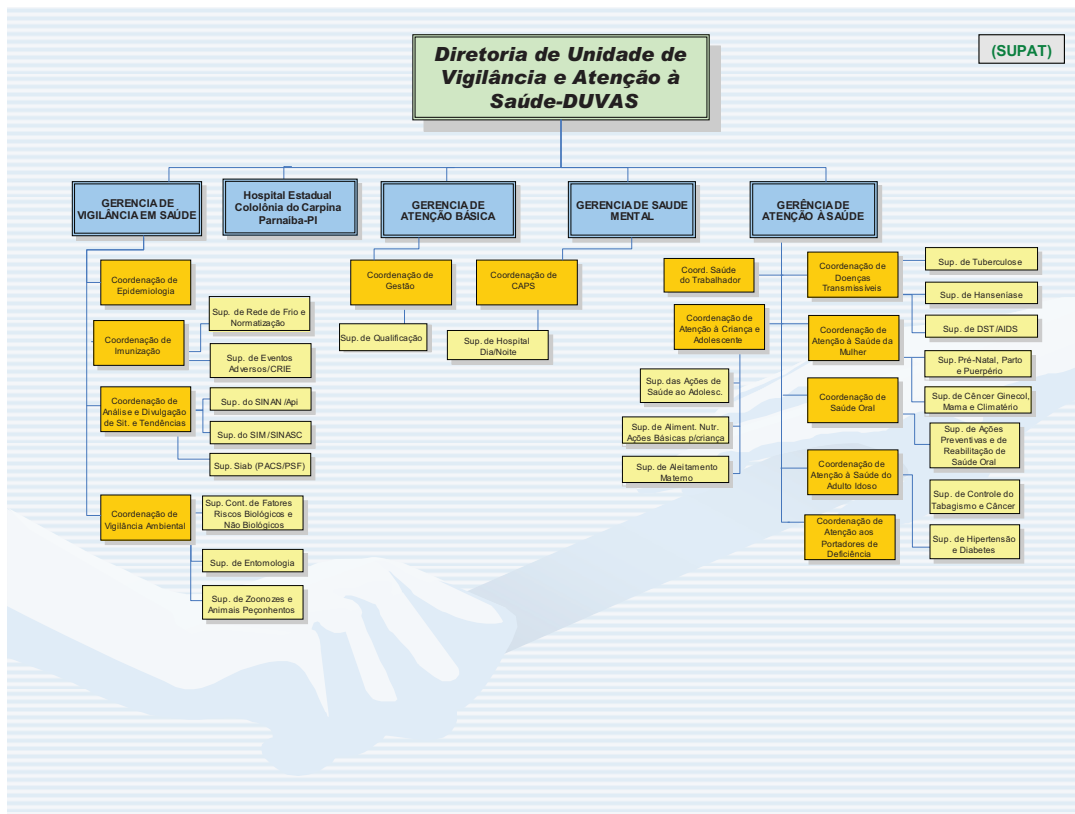 Diretoria de Unidade de
Vigilância e Atenção à
Saúde-DUVAS
(SUPAT)
GERENCIA DE
VIGILÂNCIA EM SAÚDE
Hospital Estadual
Cololônia do Carpina
Parnaíba-PI
GERENCIA DE
ATENÇÃO BÁSICA
GERENCIA DE SAUDE
MENTAL
GERÊNCIA DE
ATENÇÃO À SAÚDE
Coordenação de
Epidemiologia
Coordenação de
Imunização
Sup. de Rede de Frio e
Normatização
Sup. de Eventos
Adversos/CRIE
Coordenação de
Análise e Divulgação
de Sit. e Tendências
Sup. do SINAN /Api
Sup. do SIM /SINASC
Sup. Siab (PACS/PSF)
Coordenação de
Vigilância Ambiental
Sup. Cont. de Fatores
Riscos Biológicos e
Não Biológicos
Sup. de Entomologia
Sup. de Zoonozes e
Animais Peçonhentos
Coordenação de
Gestão
Sup. de Qualificação
Coordenação de
CAPS
Sup. de Hospital
Dia/Noite
Coord. Saúde
do Trabalhador
Coordenação de
Atenção à Criança e
Adolescente
Sup. das Ações de
Saúde ao Adolesc.
Sup. de Aliment. Nutr.
Ações Básicas p/criança
Sup. de Aleitamento
Materno
Coordenação de
Doenças
Transmissíveis
Sup. de Tuberculose
Sup. de Hanseníase
Sup. de DST/AIDS
Coordenação de
Atenção à Saúde da
Mulher
Sup. Pré-Natal, Parto
e Puerpério
Sup. de Câncer Ginecol,
Mama e Climatério
Coordenação de
Saúde Oral
Sup. de Ações
Preventivas e de
Reabilitação de
Saúde Oral
Coordenação de
Atenção à Saúde do
Adulto Idoso
Sup. de Controle do
Tabagismo e Câncer
Sup. de Hipertensão
e Diabetes
Coordenação de
Atenção aos
Portadores de
Deficiência